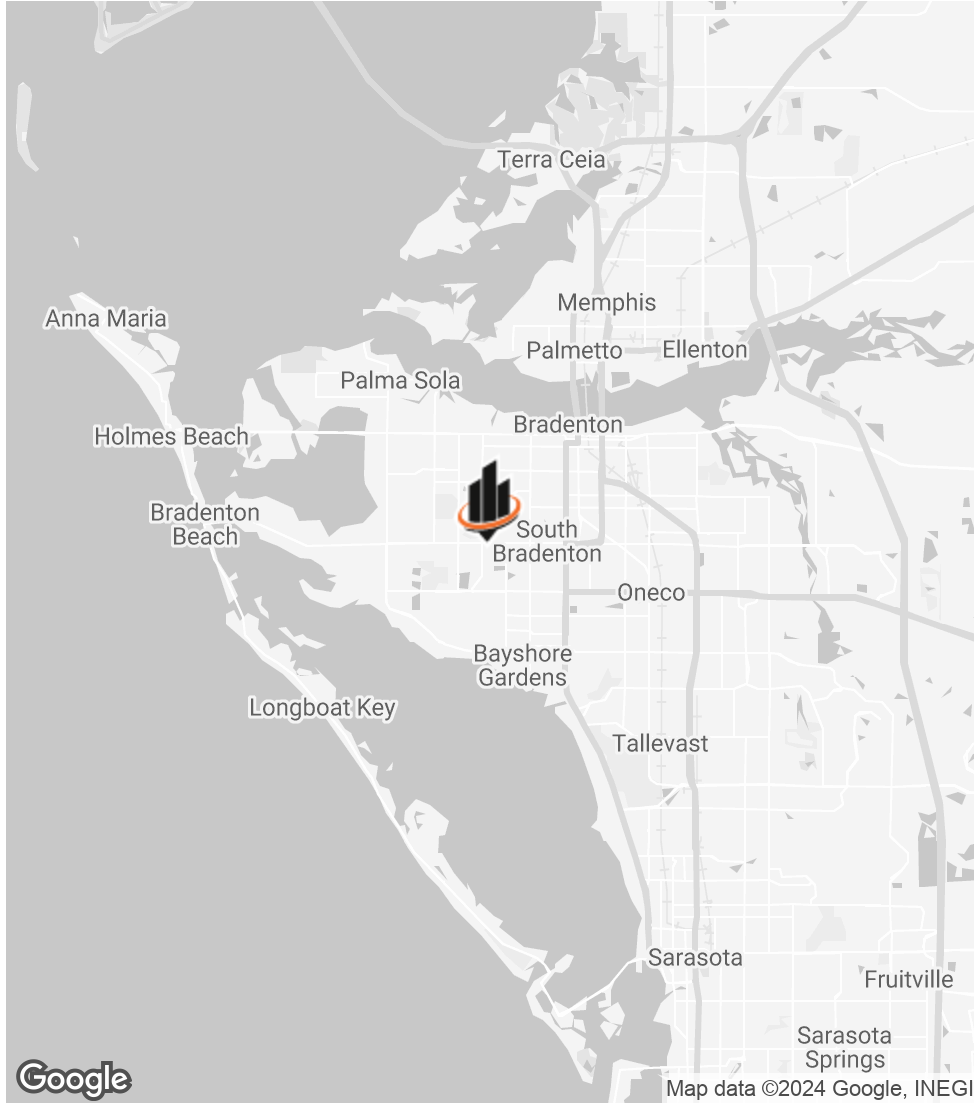 Terra Ceia
Memphis
Anna Maria
Palmetto
Ellenton
Palma Sola
Bradenton
Holmes Beach
Bradenton
Beach
South
Bradenton
Oneco
Bayshore
Gardens
Longboat Key
Tallevast
Sarasota
Fruitville
Sarasota
Springs
Google
Map data ©2024 Google, INEGI